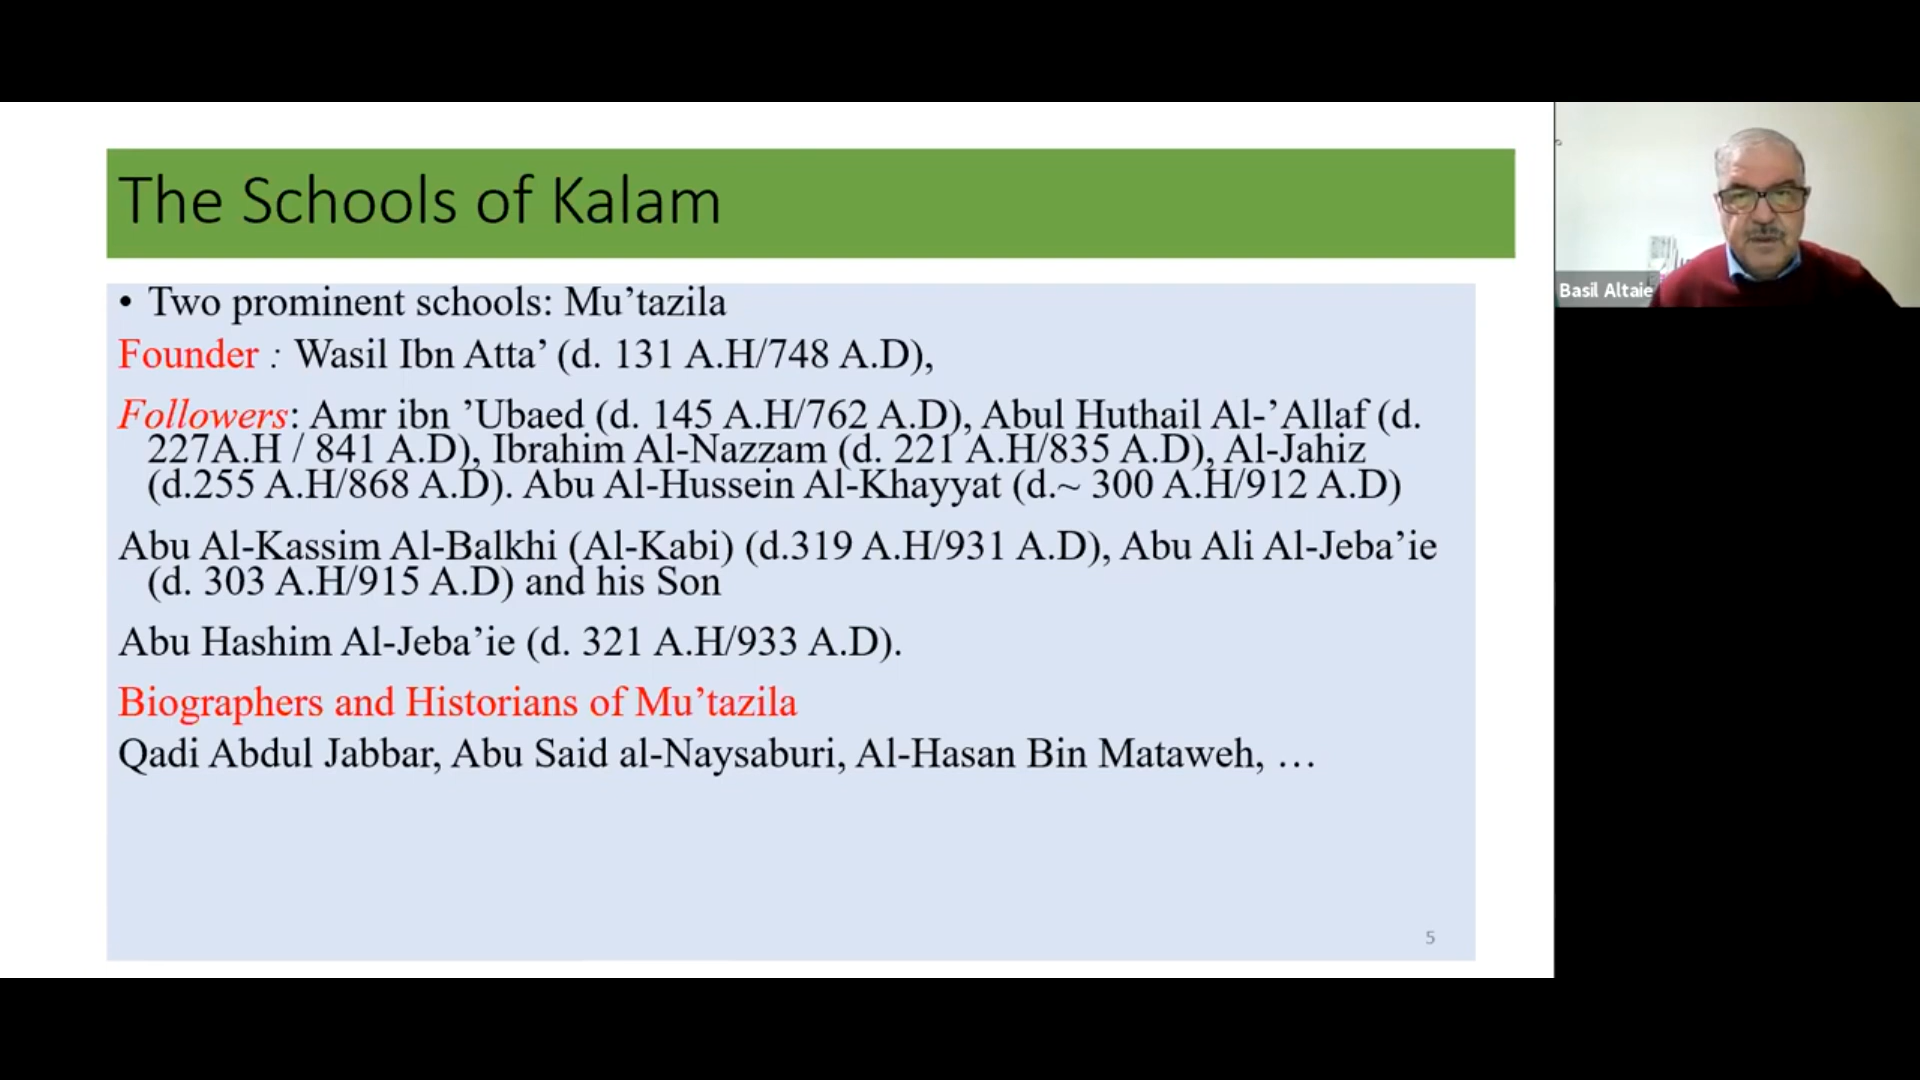 The Schools of Kalam
• Two prominent schools: Mu’tazila
Founder : Wasil Ibn Atta’ (d. 131 A.H/748 A.D),
Followers: Amr ibn ’Ubaed (d. 145 A.H/762 A.D), Abul Huthail Al-’Allaf (d.
227A.H / 841 A.D), Ibrahim Al-Nazzam (d. 221 A.H/835 A.D), Al-Jahiz
(d.255 A.H/868 A.D). Abu Al-Hussein Al-Khayyat (d.~ 300 A.H/912 A.D)
Abu Al-Kassim Al-Balkhi (Al-Kabi) (d.319 A.H/931 A.D), Abu Ali Al-Jeba’ie
(d. 303 A.H/915 A.D) and his Son
Abu Hashim Al-Jeba’ie (d. 321 A.H/933 A.D).
Biographers and Historians of Mu’tazila
Qadi Abdul Jabbar, Abu Said al-Naysaburi, Al-Hasan Bin Mataweh, …
5
Basil Altaie